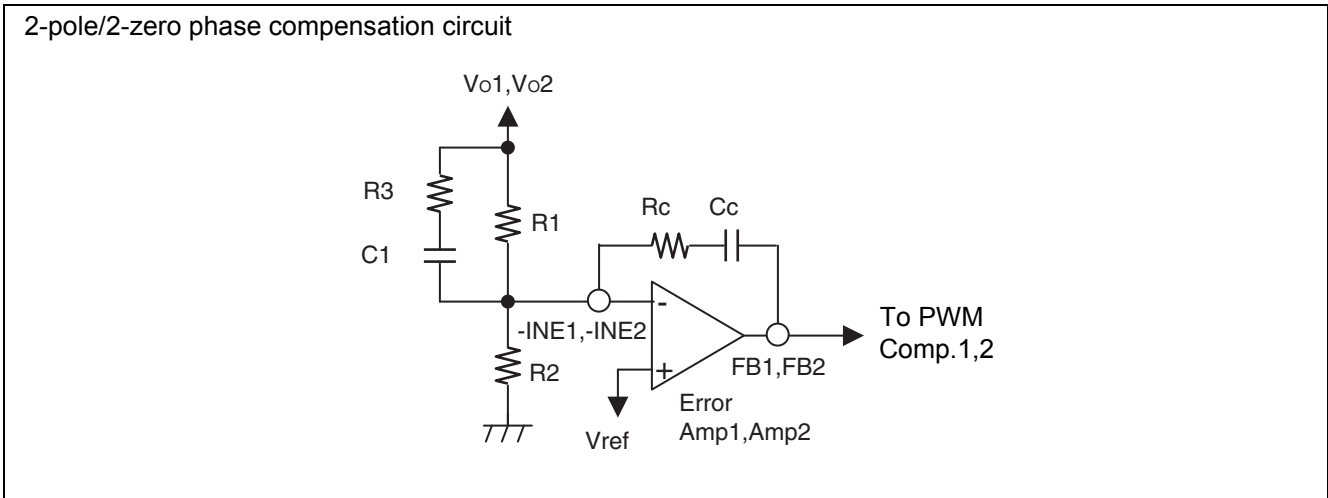 2-pole/2-zero phase compensation circuit
Vo1,Vo2
R3
R1
Rc
Cc
C1
-
-INE1,-INE2
To PWM
Comp.1,2
R2
+
FB1,FB2
Error
Amp1,Amp2
Vref